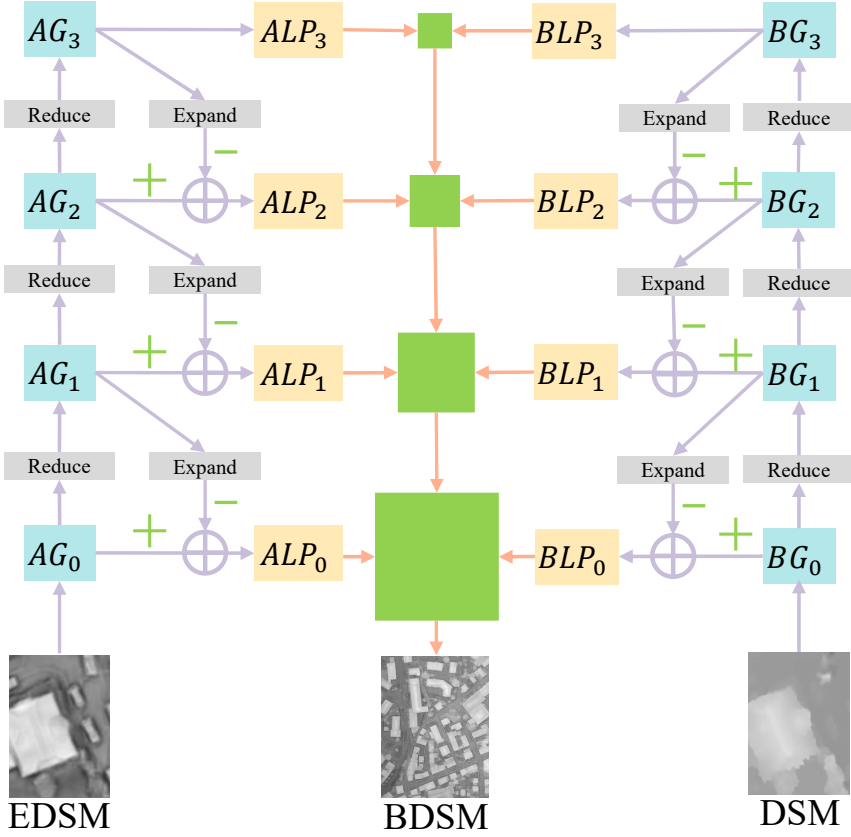 AG₃ ALP₃ BLP₃ BG₃
Reduce Expand Expand Reduce
− −
+ +
AG₂ ALP₂ BLP₂ BG₂
Reduce Expand Expand Reduce
− −
+ +
AG₁ ALP₁ BLP₁ BG₁
Reduce Expand Expand Reduce
− −
+ +
AG₀ ALP₀ BLP₀ BG₀
EDSM BDSM DSM